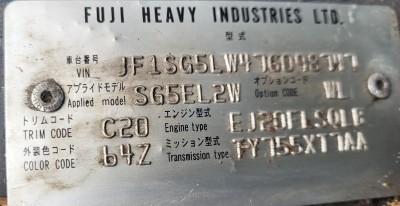 FUJI HEAVY INDUSTRIES LTD.
型式
車台番号
VIN
アプライドモデル
Applied model SG5EL2W オプションコード
Option code WL
トリムコード
TRIM CODE C20 エンジン型式
Engine type
外装色コード
COLOR CODE 64Z ミッション型式
Transmission type